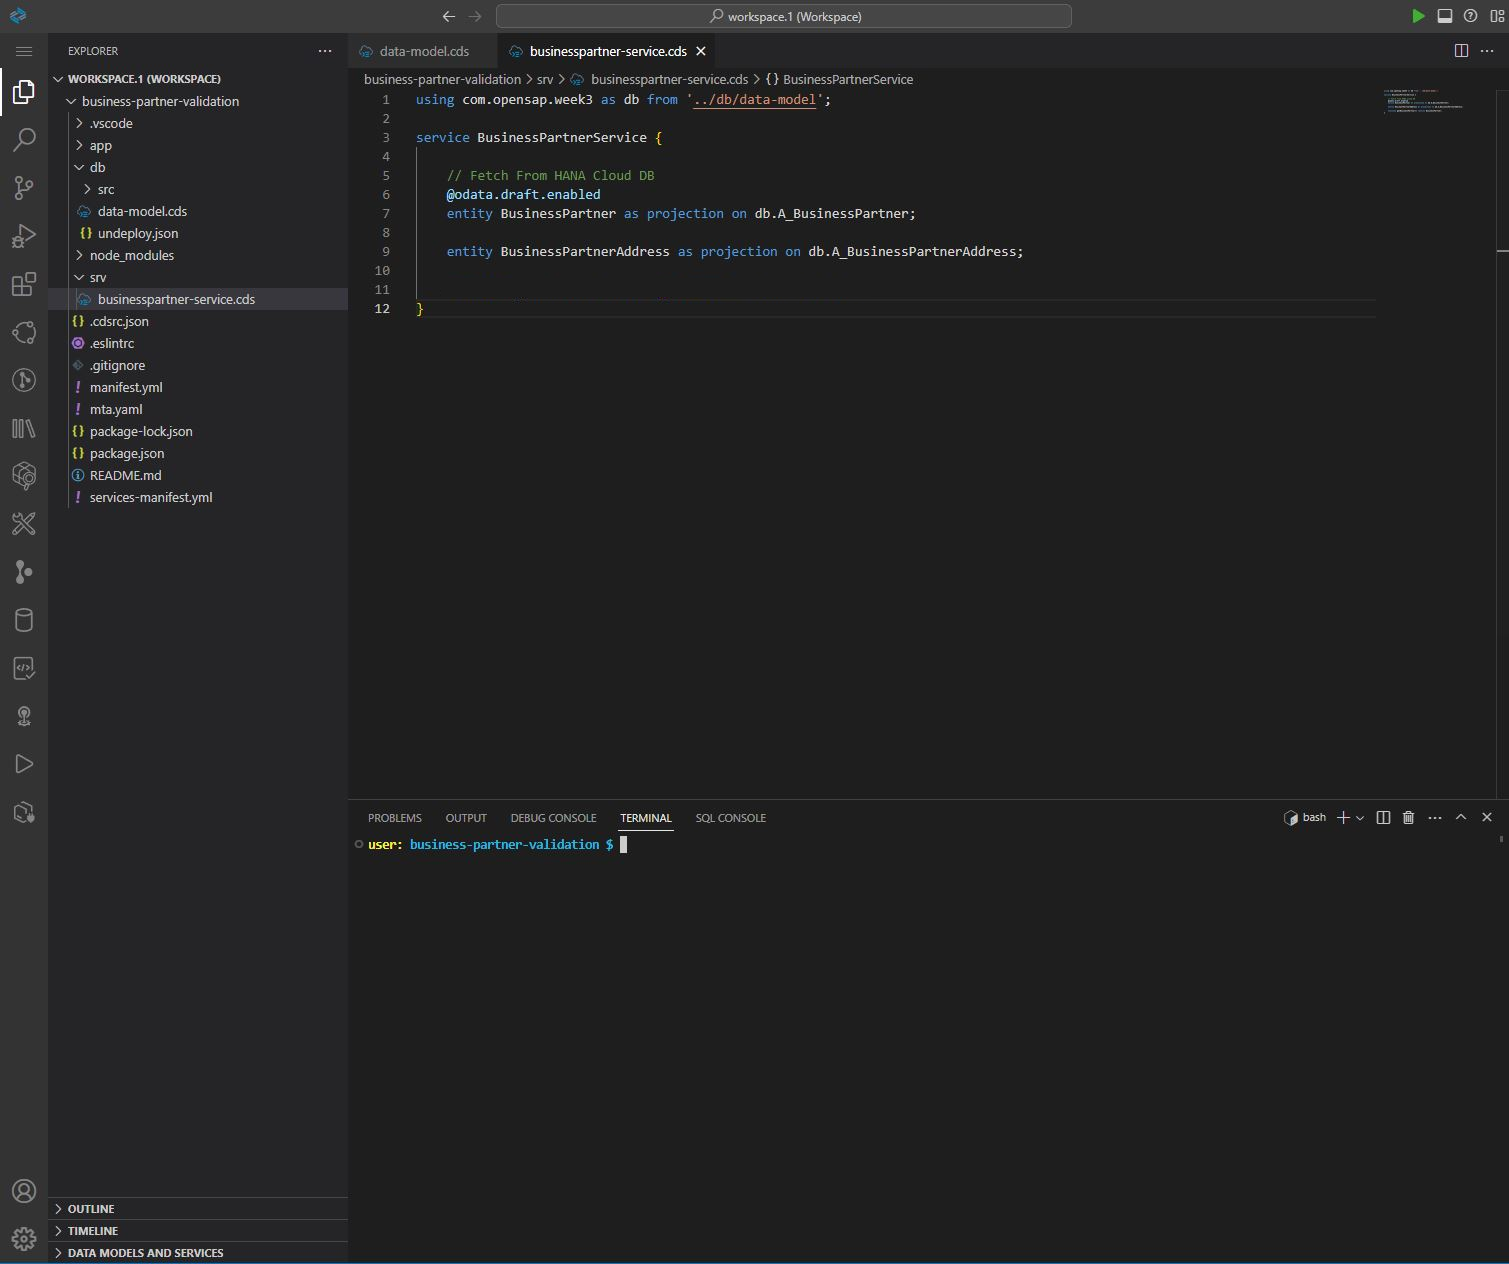 workspace.1 (Workspace)
EXPLORER
WORKSPACE.1 (WORKSPACE)
business-partner-validation
.vscode
app
db
src
data-model.cds
undeploy.json
node_modules
srv
businesspartner-service.cds
.cdsrc.json
.eslintrc
.gitignore
manifest.yml
mta.yaml
package-lock.json
package.json
README.md
services-manifest.yml
OUTLINE
TIMELINE
DATA MODELS AND SERVICES
data-model.cds
businesspartner-service.cds
business-partner-validation > srv > businesspartner-service.cds > {} BusinessPartnerService
1 using com.opensap.week3 as db from '../db/data-model';
2
3 service BusinessPartnerService {
4
5 // Fetch From HANA Cloud DB
6 @odata.draft.enabled
7 entity BusinessPartner as projection on db.A_BusinessPartner;
8
9 entity BusinessPartnerAddress as projection on db.A_BusinessPartnerAddress;
10
11
12 }
PROBLEMS OUTPUT DEBUG CONSOLE TERMINAL SQL CONSOLE
bash
user: business-partner-validation $